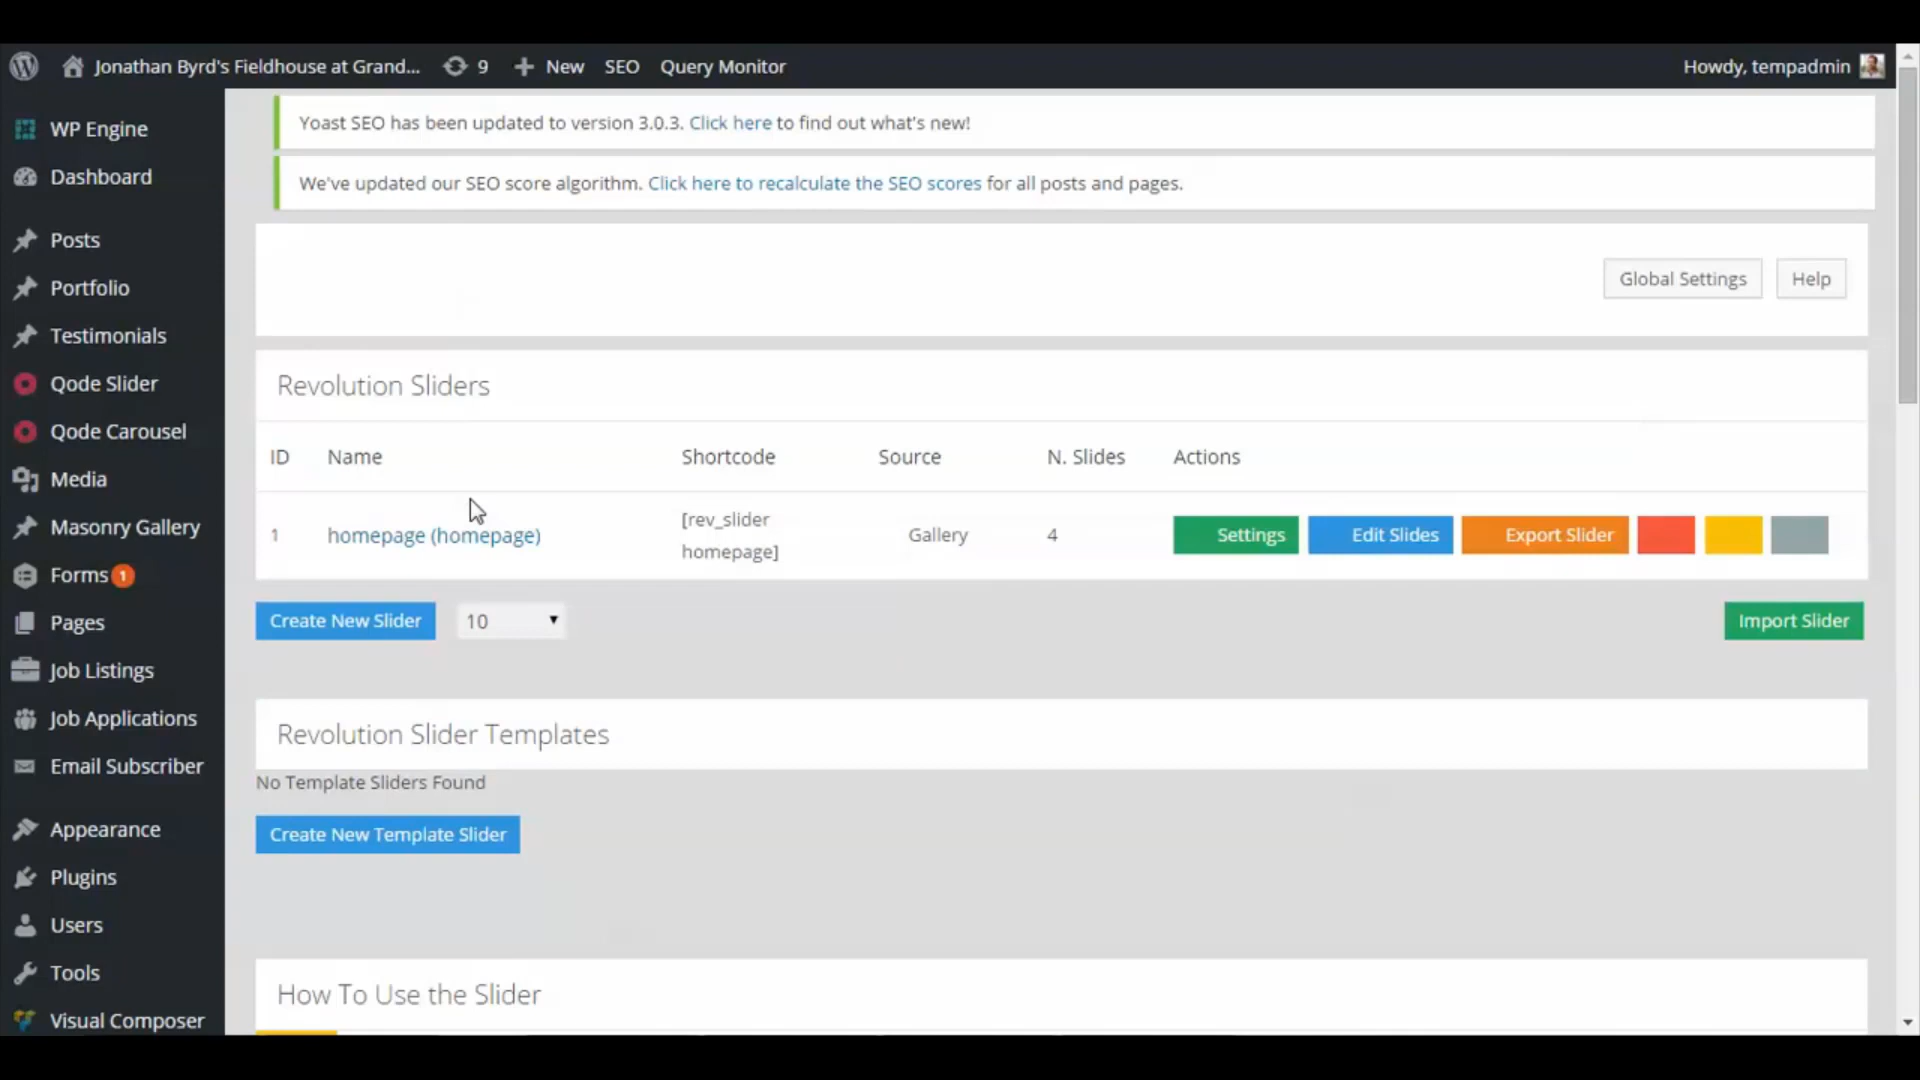 Jonathan Byrd's Fieldhouse at Grand... 9 New SEO Query Monitor Howdy, tempadmin
WP Engine
Dashboard
Posts
Portfolio
Testimonials
Qode Slider
Qode Carousel
Media
Masonry Gallery
Forms 1
Pages
Job Listings
Job Applications
Email Subscriber
Appearance
Plugins
Users
Tools
Visual Composer
Yoast SEO has been updated to version 3.0.3. Click here to find out what's new!
We've updated our SEO score algorithm. Click here to recalculate the SEO scores for all posts and pages.
Global Settings Help
Revolution Sliders
ID Name Shortcode Source N. Slides Actions
1 homepage (homepage) [rev_slider
homepage] Gallery 4 Settings Edit Slides Export Slider
Create New Slider 10 Import Slider
Revolution Slider Templates
No Template Sliders Found
Create New Template Slider
How To Use the Slider